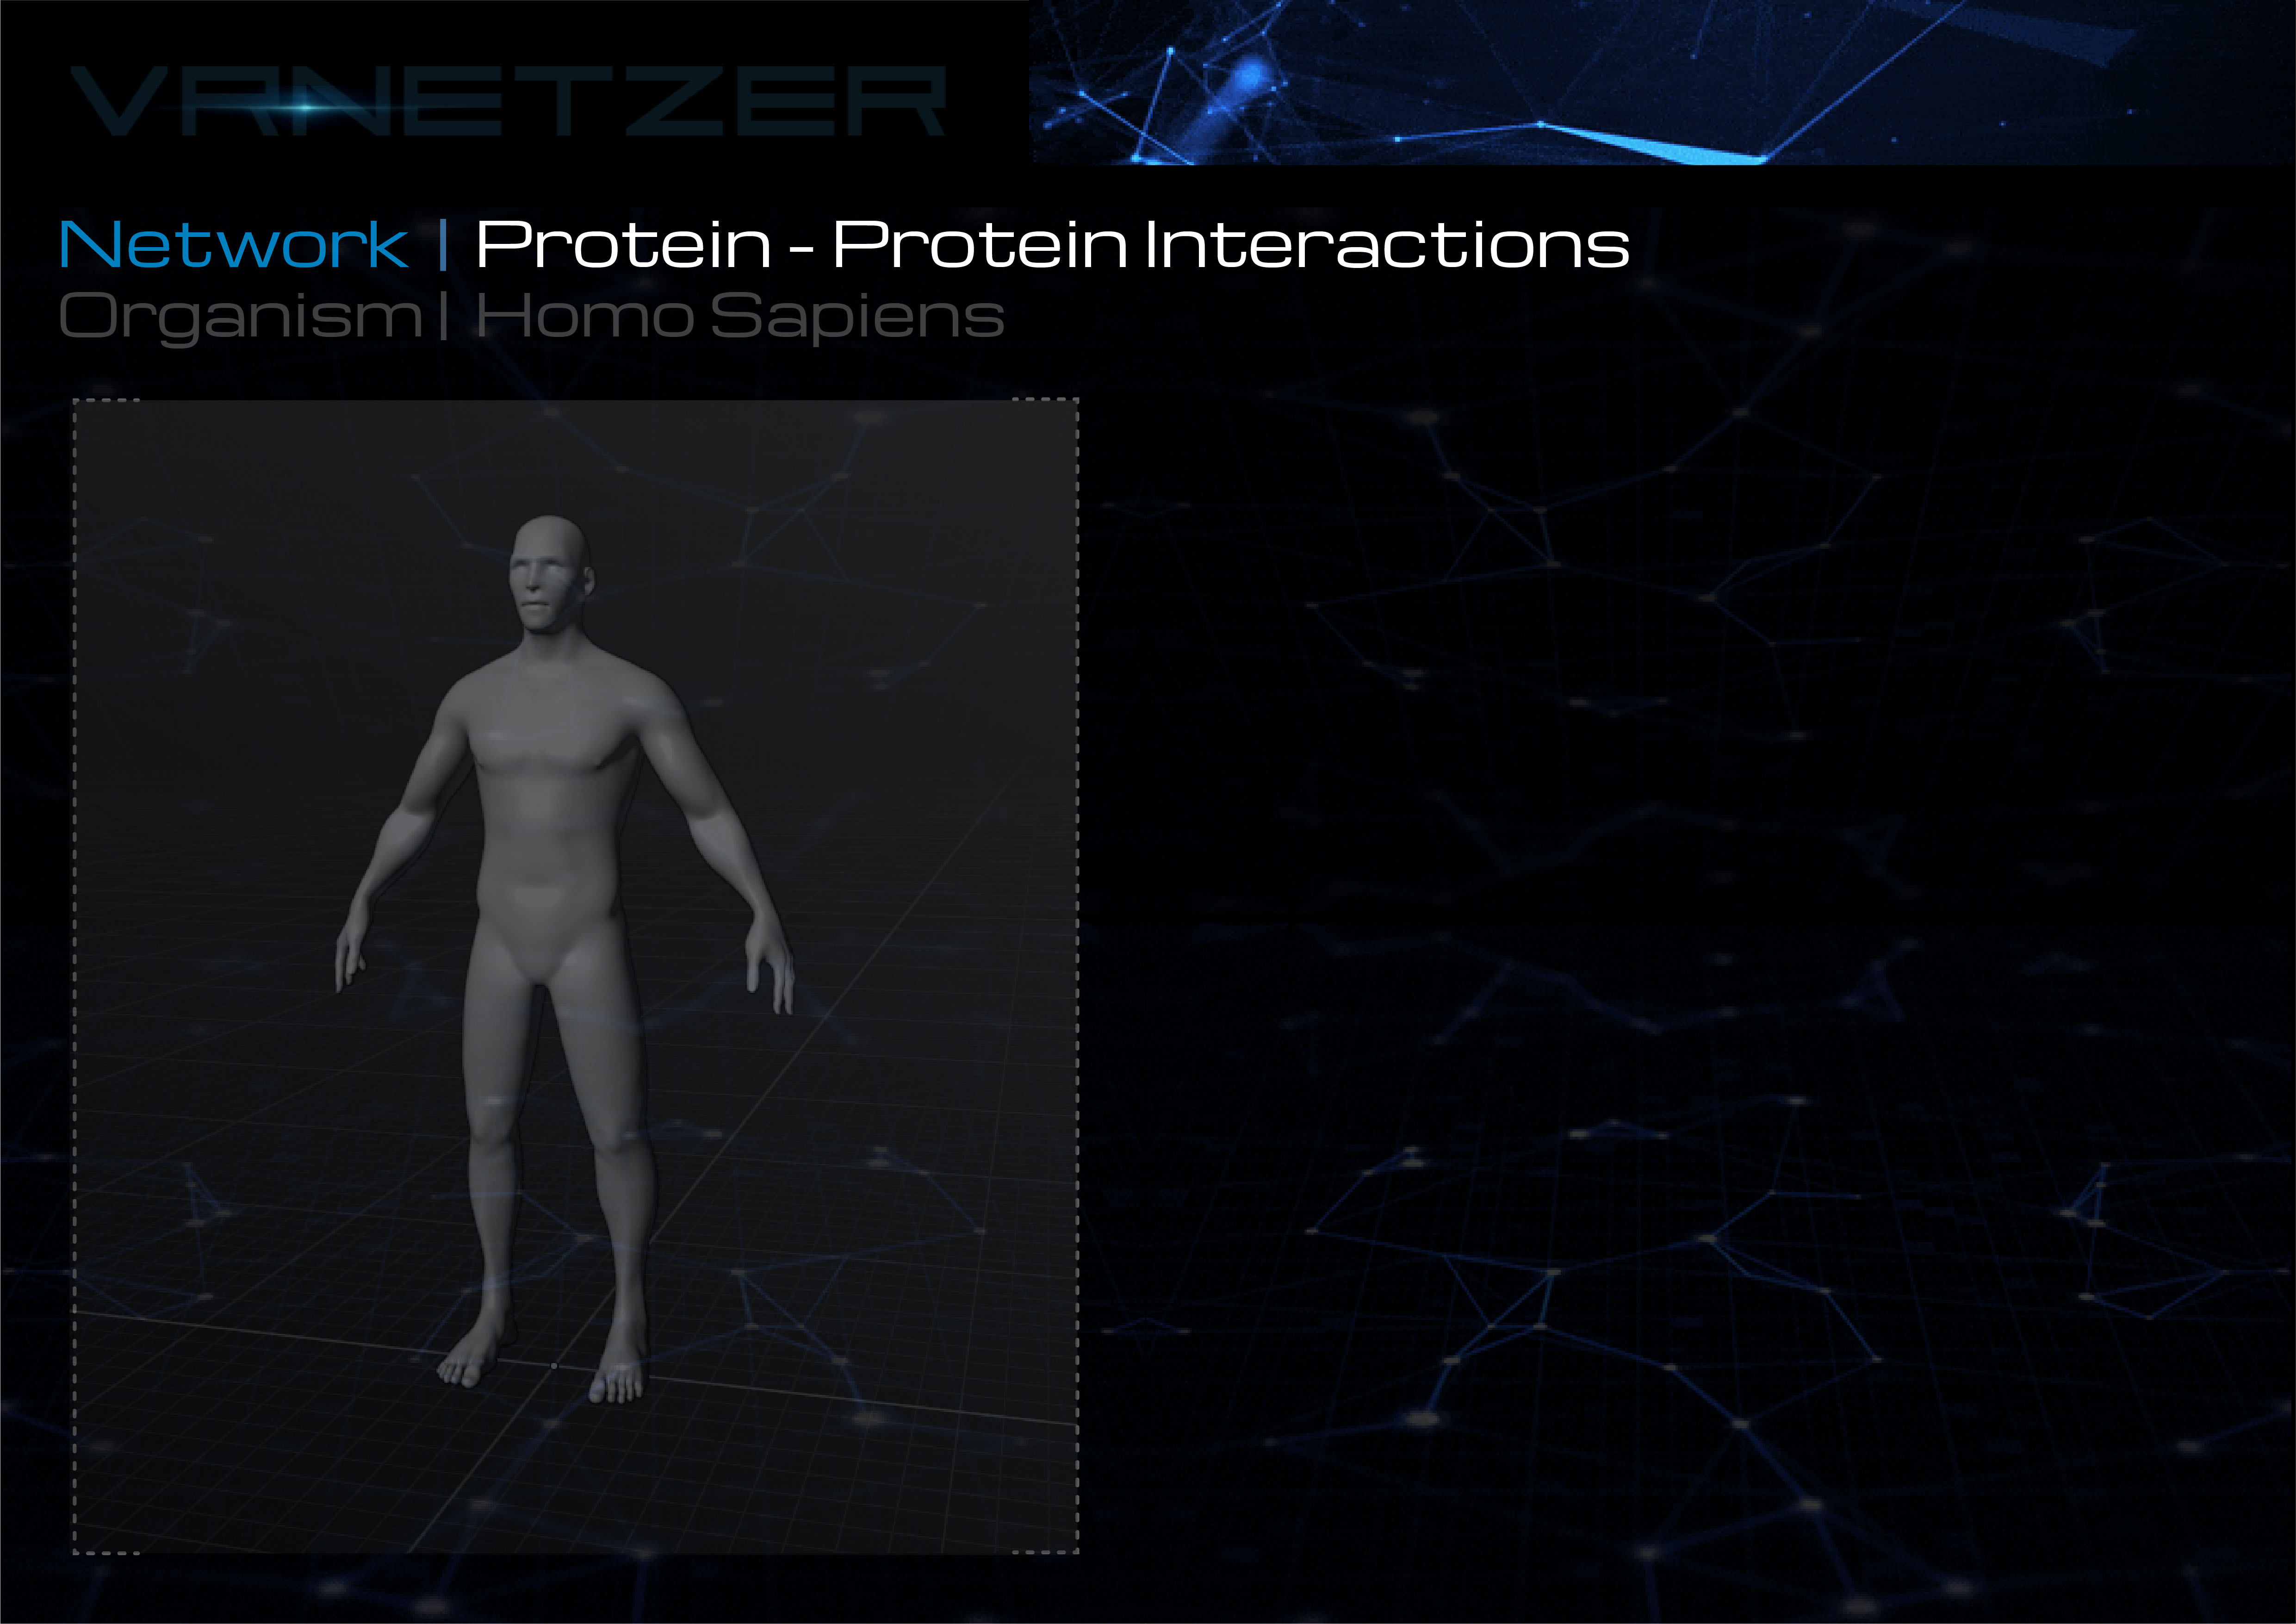 VRNETZER
Network | Protein - Protein Interactions
Organism | Homo Sapiens